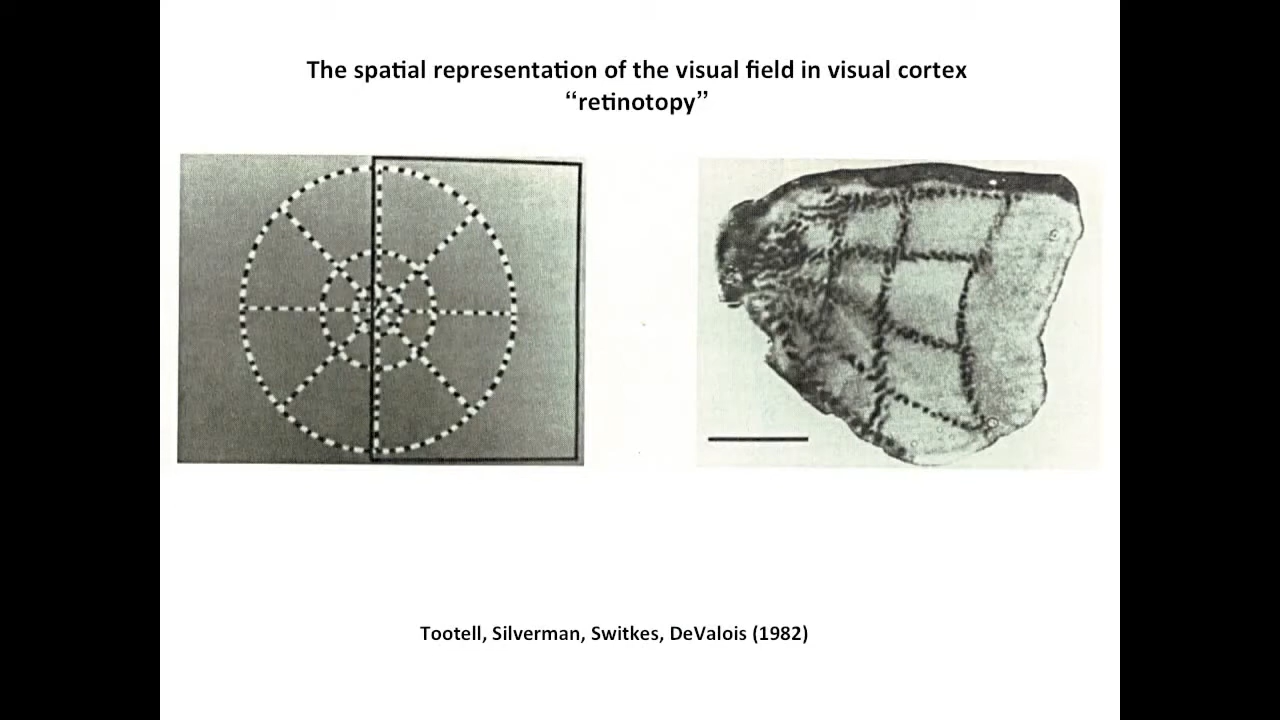 The spatial representation of the visual field in visual cortex
“retinotopy”
Tootell, Silverman, Switkes, DeValois (1982)